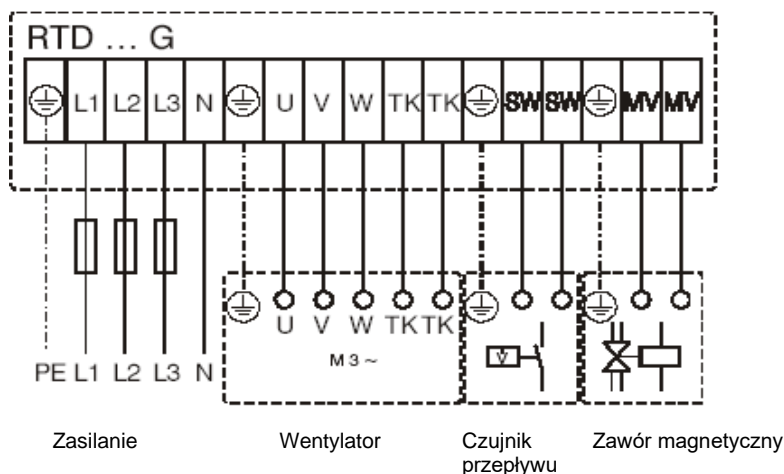 RTD ... G
L1 L2 L3 N U V W TK TK SW SW MV MV
U V W TK TK
M 3 ~
PE L1 L2 L3 N
Zasilanie Wentylator Czujnik przepływu Zawór magnetyczny